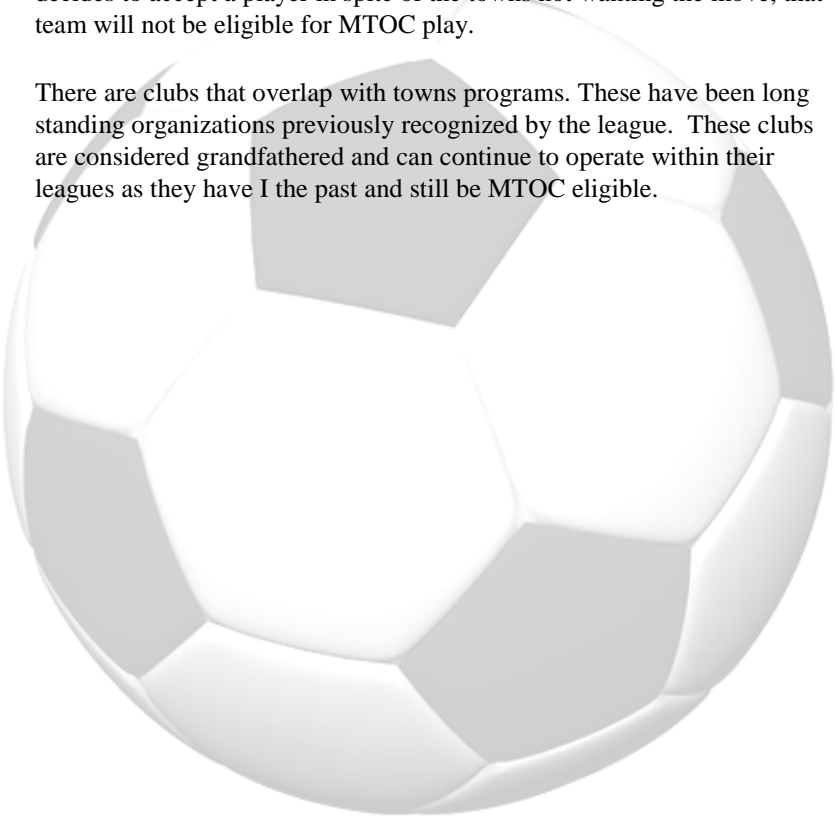 decides to accept a player in spite of the towns not wanting the move, that
team will not be eligible for MTOC play.
There are clubs that overlap with towns programs. These have been long
standing organizations previously recognized by the league. These clubs
are considered grandfathered and can continue to operate within their
leagues as they have I the past and still be MTOC eligible.